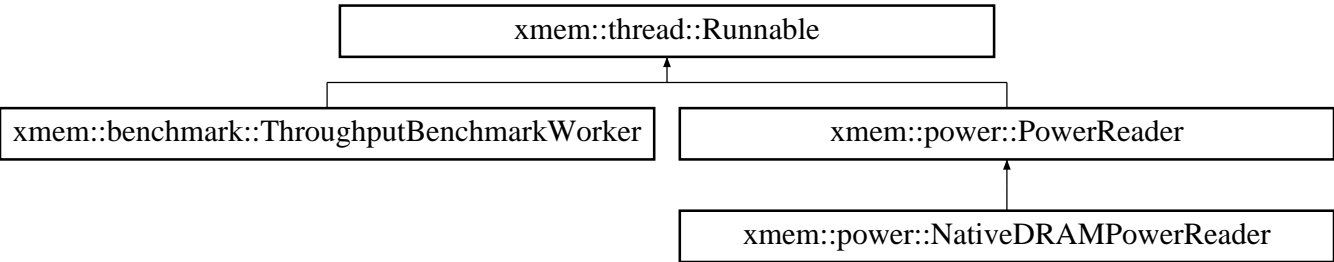 xmem::thread::Runnable
xmem::benchmark::ThroughputBenchmarkWorker
xmem::power::PowerReader
xmem::power::NativeDRAMPowerReader